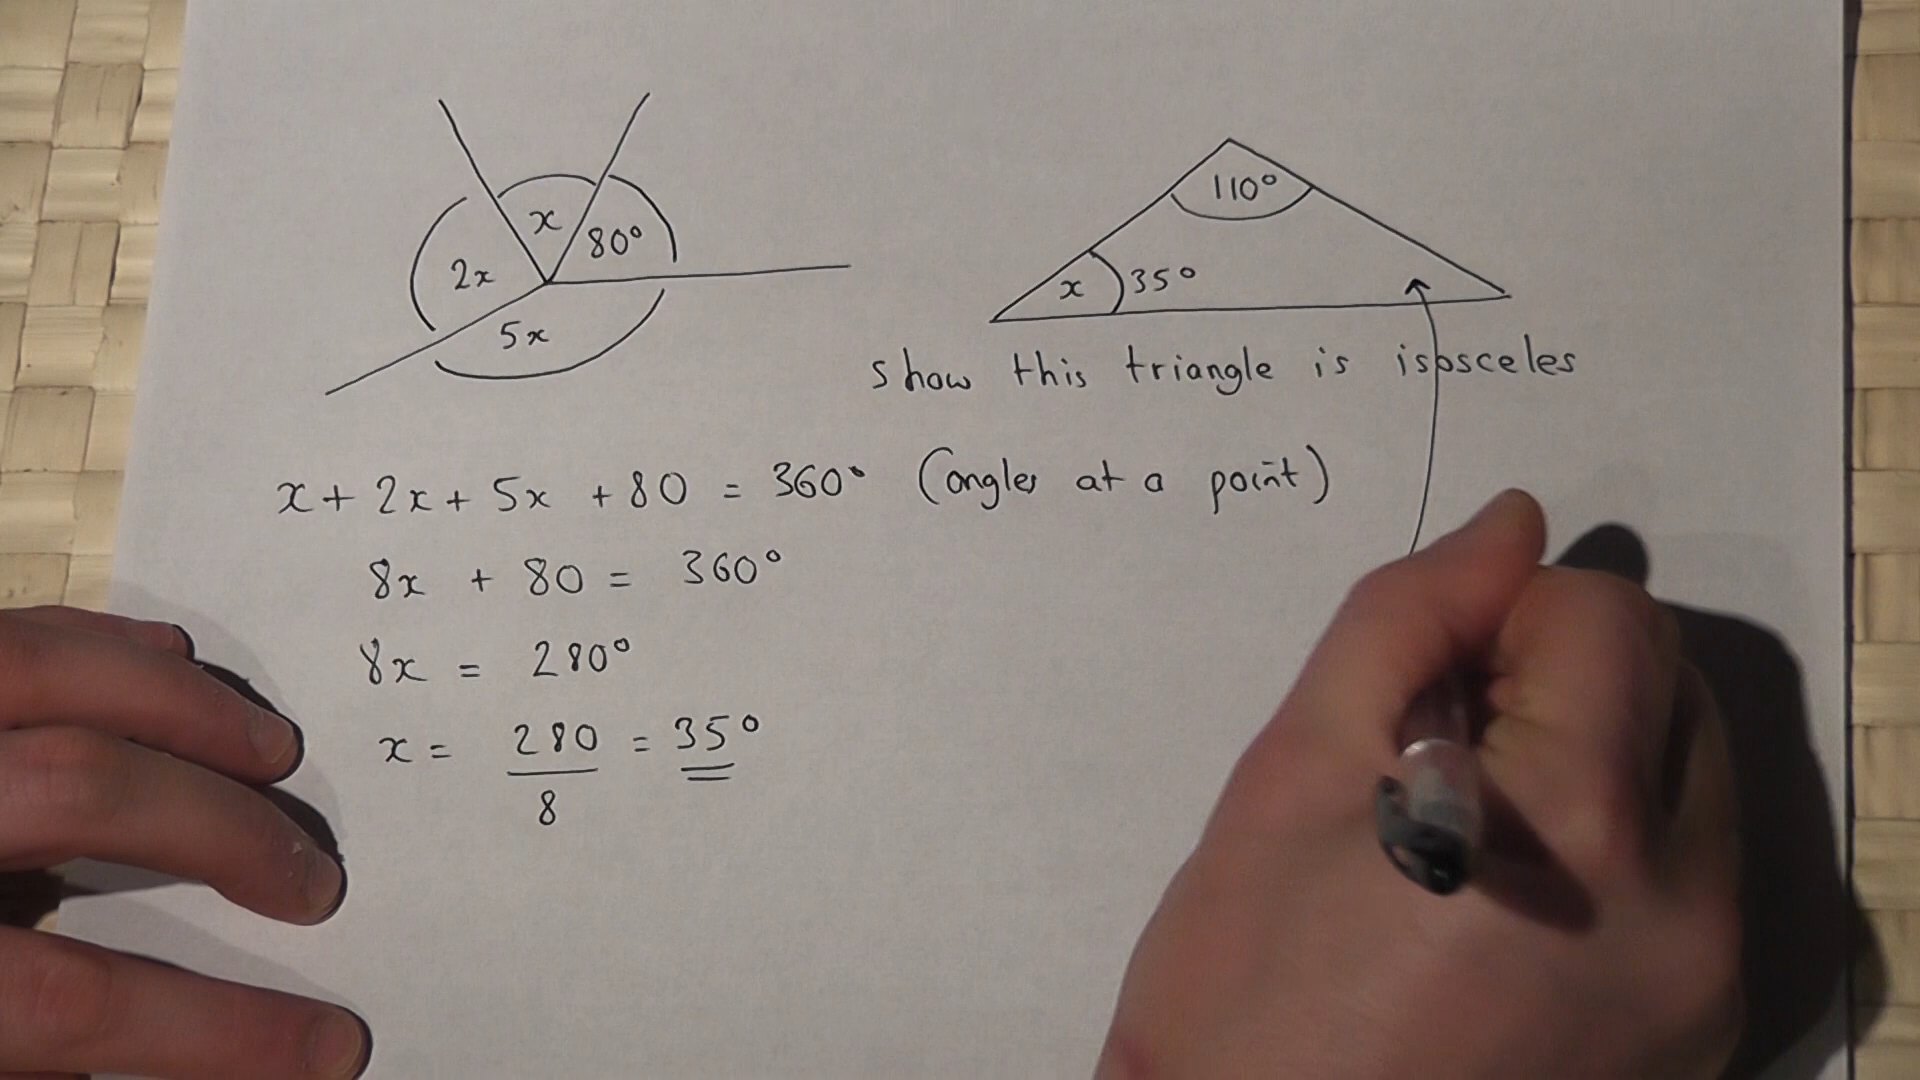 x
80°
2x
5x
110°
x 35°
show this triangle is isosceles
x + 2x + 5x + 80 = 360° (angles at a point)
8x + 80 = 360°
8x = 280°
x = 280/8 = 35°